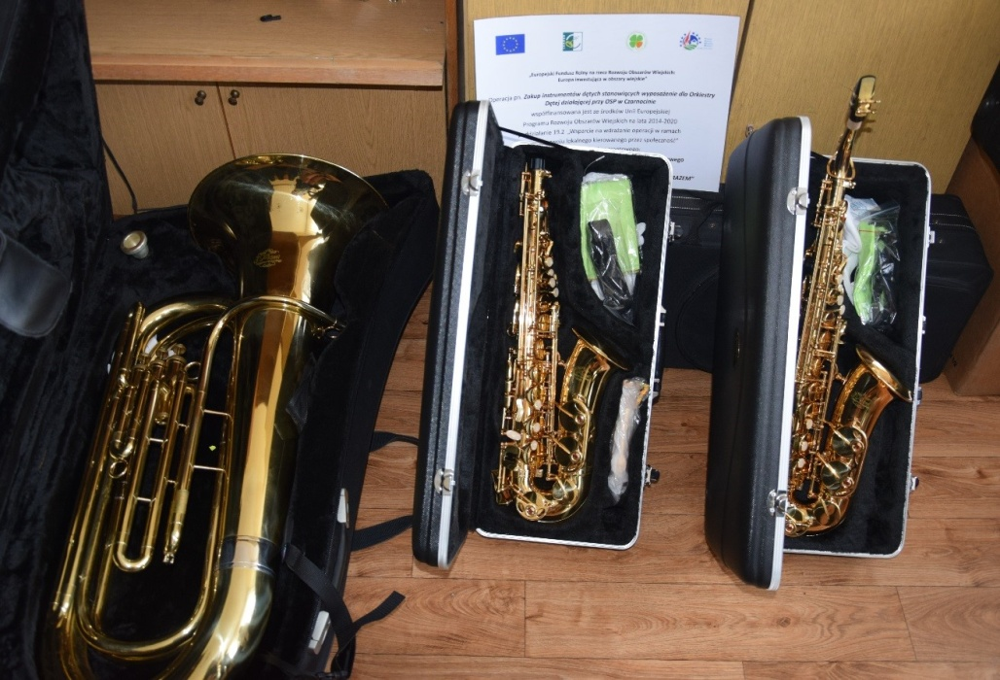 „Europejski Fundusz Rolny na rzecz Rozwoju Obszarów Wiejskich:
Europa inwestująca w obszary wiejskie"
Operacja pn. Zakup instrumentów dętych stanowiących wyposażenie dla Orkiestry
Dętej działającej przy OSP w Czarnocinie
współfinansowana jest ze środków Unii Europejskiej
Programu Rozwoju Obszarów Wiejskich na lata 2014-2020
„Wsparcie na wdrażanie operacji w ramach
lokalnego kierowanego przez społeczność"